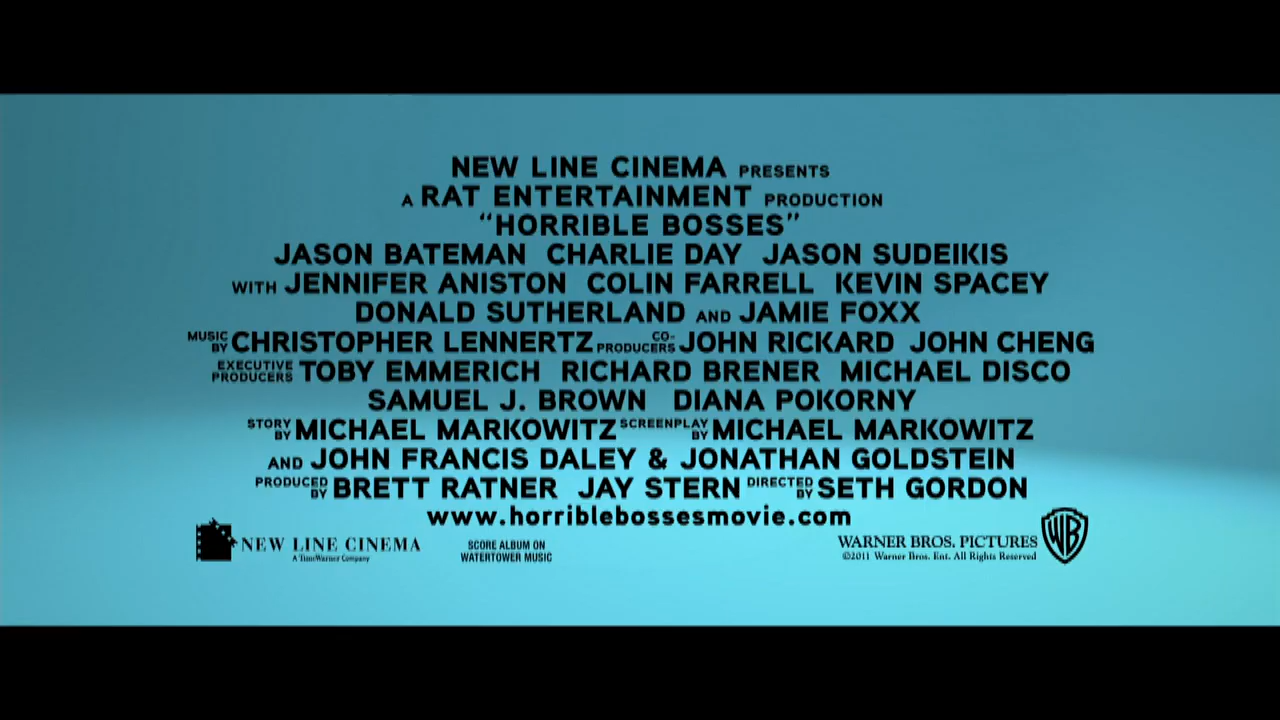 NEW LINE CINEMA PRESENTS
A RAT ENTERTAINMENT PRODUCTION
“HORRIBLE BOSSES”
JASON BATEMAN CHARLIE DAY JASON SUDEIKIS
WITH JENNIFER ANISTON COLIN FARRELL KEVIN SPACEY
DONALD SUTHERLAND AND JAMIE FOXX
MUSIC BY CHRISTOPHER LENNERTZ CO-PRODUCERS JOHN RICKARD JOHN CHENG
EXECUTIVE PRODUCERS TOBY EMMERICH RICHARD BRENER MICHAEL DISCO
SAMUEL J. BROWN DIANA POKORNY
STORY BY MICHAEL MARKOWITZ SCREENPLAY BY MICHAEL MARKOWITZ
AND JOHN FRANCIS DALEY & JONATHAN GOLDSTEIN
PRODUCED BY BRETT RATNER JAY STERN DIRECTED BY SETH GORDON
www.horriblebossesmovie.com
NEW LINE CINEMA
A TimeWarner Company
SCORE ALBUM ON
WATERTOWER MUSIC
WARNER BROS. PICTURES
©2011 Warner Bros. Ent. All Rights Reserved
WB